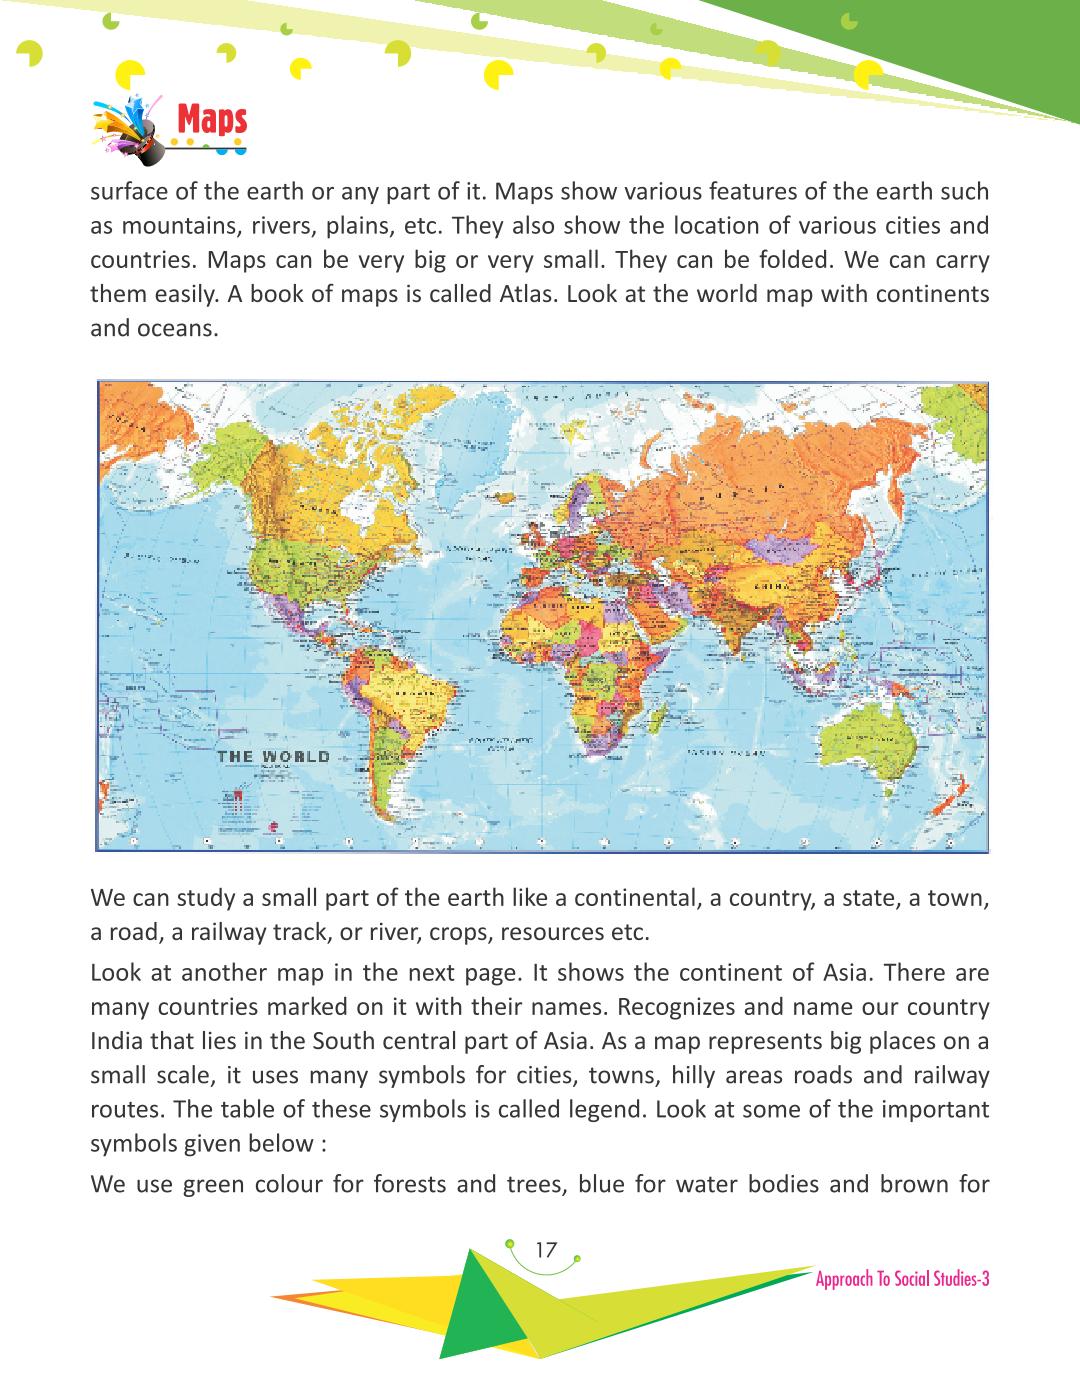 Maps
surface of the earth or any part of it. Maps show various features of the earth such
as mountains, rivers, plains, etc. They also show the location of various cities and
countries. Maps can be very big or very small. They can be folded. We can carry
them easily. A book of maps is called Atlas. Look at the world map with continents
and oceans.
CHINA
THE WORLD
We can study a small part of the earth like a continental, a country, a state, a town,
a road, a railway track, or river, crops, resources etc.
Look at another map in the next page. It shows the continent of Asia. There are
many countries marked on it with their names. Recognizes and name our country
India that lies in the South central part of Asia. As a map represents big places on a
small scale, it uses many symbols for cities, towns, hilly areas roads and railway
routes. The table of these symbols is called legend. Look at some of the important
symbols given below :
We use green colour for forests and trees, blue for water bodies and brown for
17
Approach To Social Studies-3